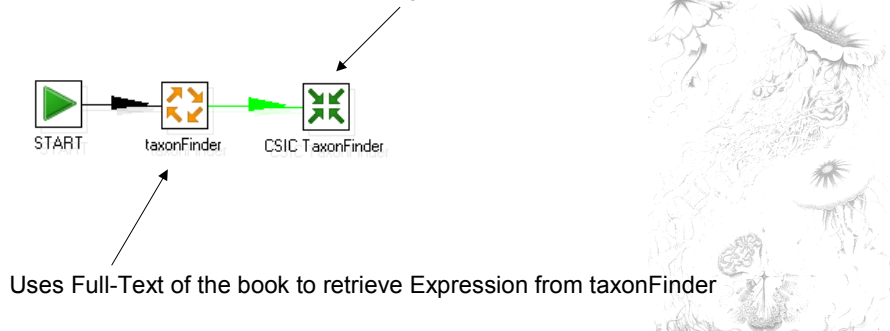 START taxonFinder CSIC TaxonFinder
Uses Full-Text of the book to retrieve Expression from taxonFinder